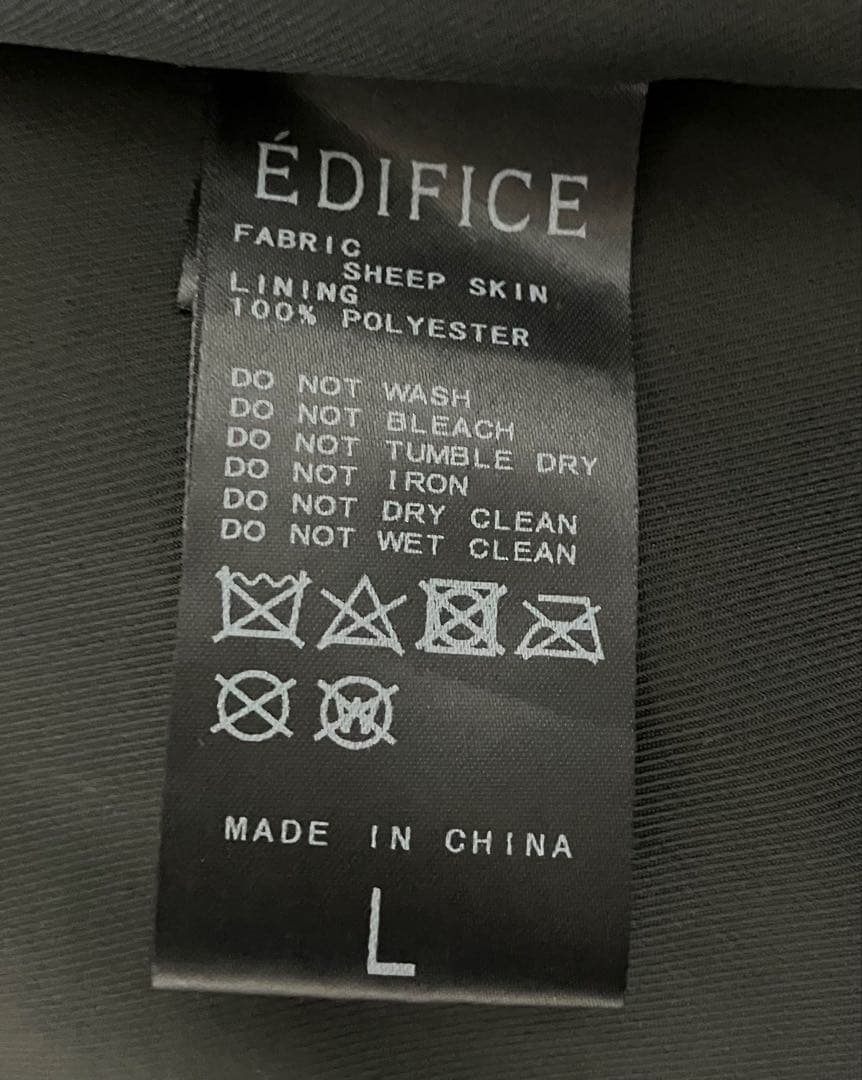 ÉDIFICE
FABRIC
SHEEP SKIN
LINING
100% POLYESTER
DO NOT WASH
DO NOT BLEACH
DO NOT TUMBLE DRY
DO NOT IRON
DO NOT DRY CLEAN
DO NOT WET CLEAN
W
MADE IN CHINA
L